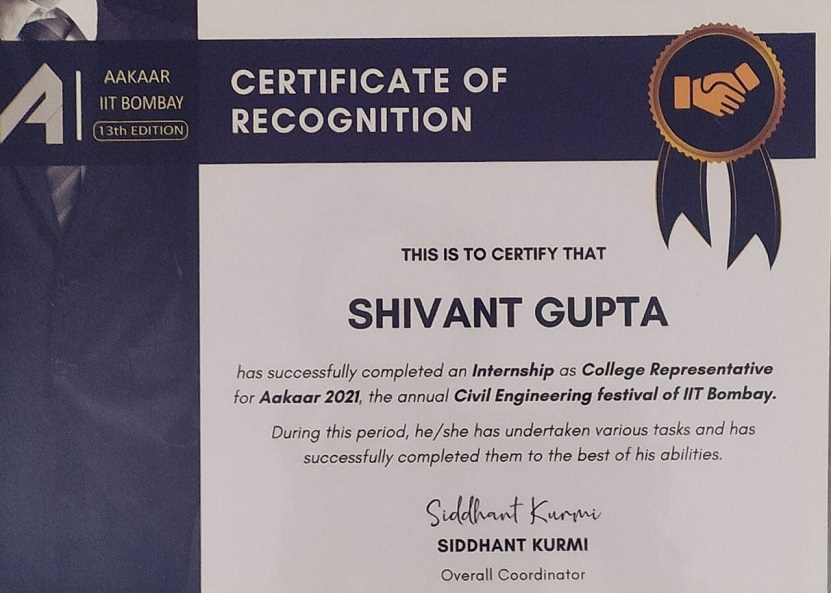 AAKAAR
IIT BOMBAY
13th EDITION
CERTIFICATE OF
RECOGNITION
THIS IS TO CERTIFY THAT
SHIVANT GUPTA
has successfully completed an Internship as College Representative
for Aakaar 2021, the annual Civil Engineering festival of IIT Bombay.
During this period, he/she has undertaken various tasks and has
successfully completed them to the best of his abilities.
Siddhant Kurmi
SIDDHANT KURMI
Overall Coordinator